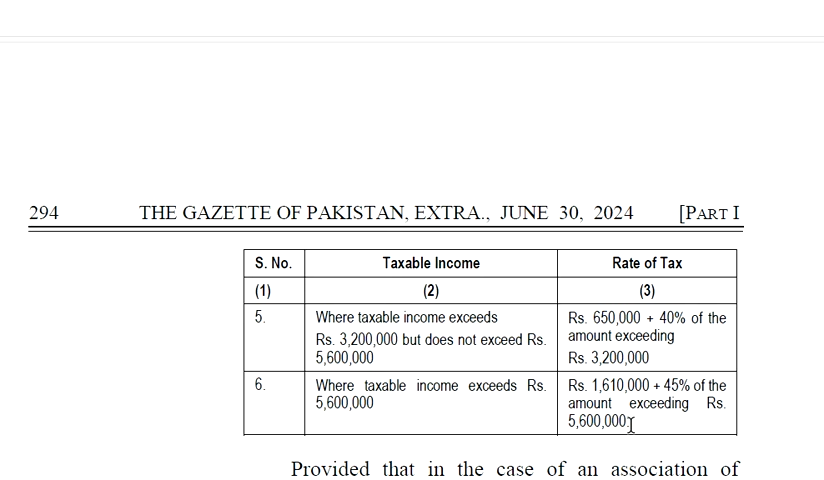 294 THE GAZETTE OF PAKISTAN, EXTRA., JUNE 30, 2024 [PART I
S. No. Taxable Income Rate of Tax
(1) (2) (3)
5. Where taxable income exceeds
Rs. 3,200,000 but does not exceed Rs.
5,600,000
Rs. 650,000 + 40% of the
amount exceeding
Rs. 3,200,000
6. Where taxable income exceeds Rs.
5,600,000
Rs. 1,610,000 + 45% of the
amount exceeding Rs.
5,600,000
Provided that in the case of an association of